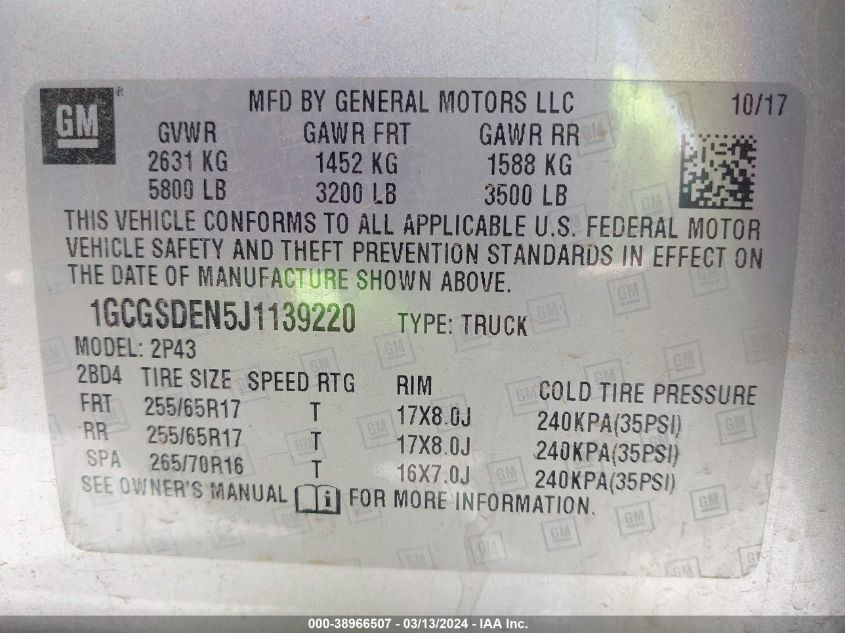 GM ® MFD BY GENERAL MOTORS LLC 10/17
GVWR GAWR FRT GAWR RR
2631 KG 1452 KG 1588 KG
5800 LB 3200 LB 3500 LB
THIS VEHICLE CONFORMS TO ALL APPLICABLE U.S. FEDERAL MOTOR
VEHICLE SAFETY AND THEFT PREVENTION STANDARDS IN EFFECT ON
THE DATE OF MANUFACTURE SHOWN ABOVE.
1GCGSDEN5J1139220 TYPE: TRUCK
MODEL: 2P43
2BD4 TIRE SIZE SPEED RTG RIM COLD TIRE PRESSURE
FRT 255/65R17 T 17X8.0J 240KPA(35PSI)
RR 255/65R17 T 17X8.0J 240KPA(35PSI)
SPA 265/70R16 T 16X7.0J 240KPA(35PSI)
SEE OWNER'S MANUAL i FOR MORE INFORMATION.
000-38966507 - 03/13/2024 - IAA Inc.